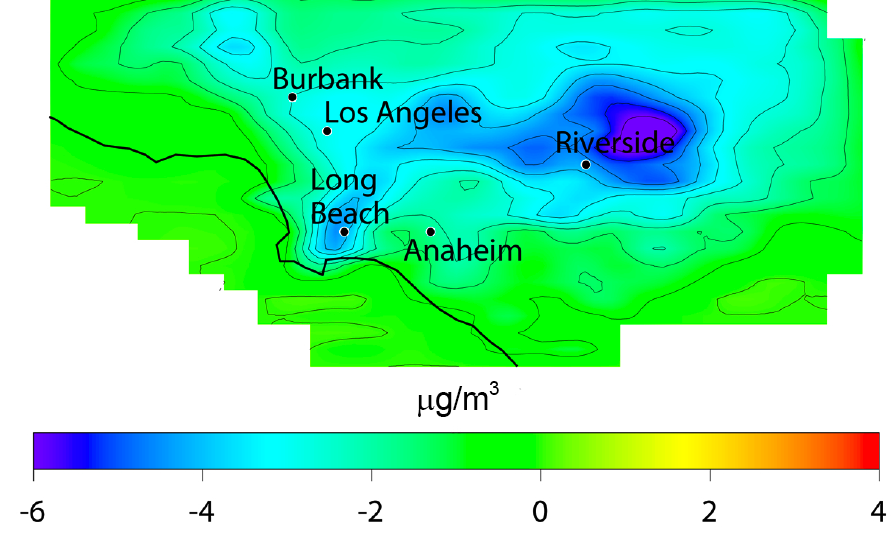 Burbank
Los Angeles
Riverside
Long
Beach
Anaheim
μg/m³
-6 -4 -2 0 2 4